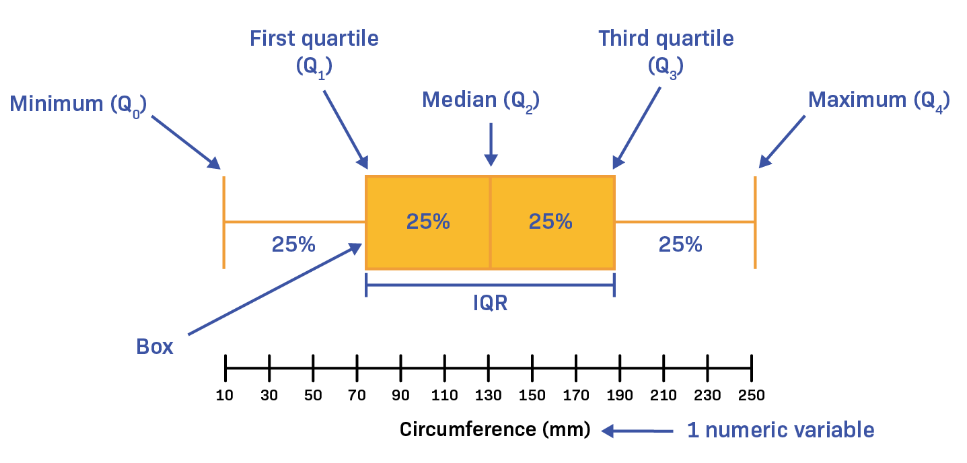 First quartile
(Q₁)
Third quartile
(Q₃)
Minimum (Q₀)
Median (Q₂)
Maximum (Q₄)
25%
25%
25%
25%
IQR
Box
10 30 50 70 90 110 130 150 170 190 210 230 250
Circumference (mm)
1 numeric variable